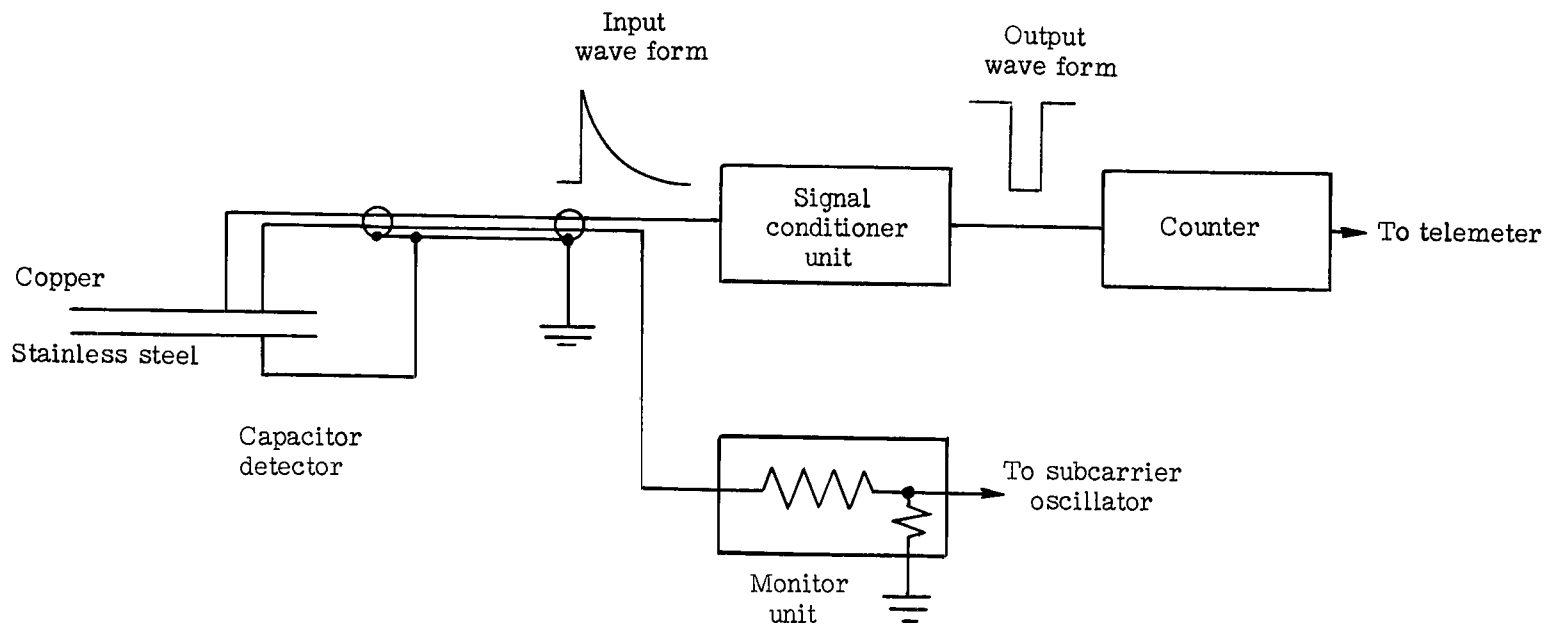 Input
wave form
Output
wave form
Signal
conditioner
unit
Counter
To telemeter
Copper
Stainless steel
Capacitor
detector
To subcarrier
oscillator
Monitor
unit